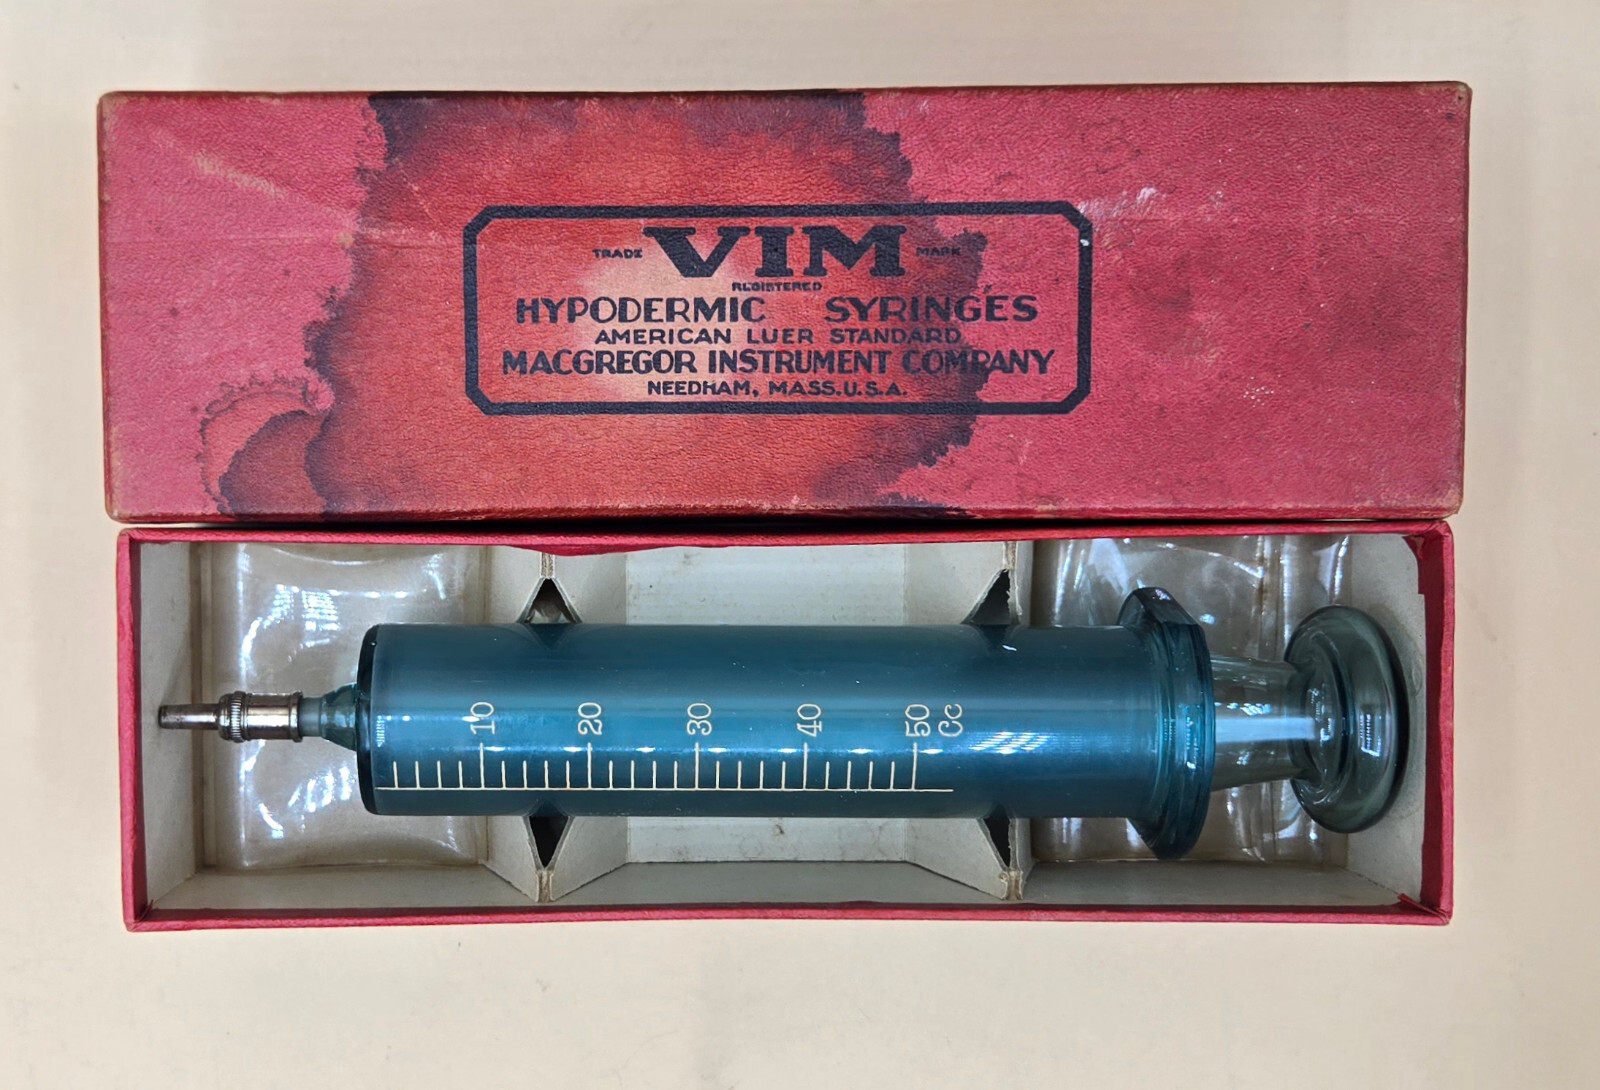 TRADE VIM MARK
REGISTERED
HYPODERMIC SYRINGES
AMERICAN LUER STANDARD
MACGREGOR INSTRUMENT COMPANY
NEEDHAM, MASS.U.S.A.
10 20 30 40 50 Cc